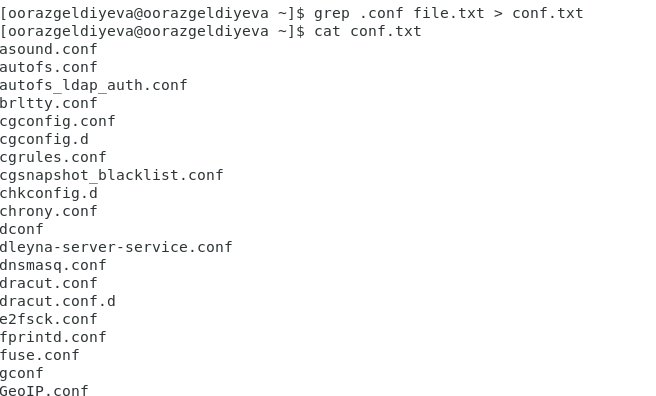 [oorazgeldiyeva@oorazgeldiyeva ~]$ grep .conf file.txt > conf.txt
[oorazgeldiyeva@oorazgeldiyeva ~]$ cat conf.txt
asound.conf
autofs.conf
autofs_ldap_auth.conf
brltty.conf
cgconfig.conf
cgconfig.d
cgrules.conf
cgsnapshot_blacklist.conf
chkconfig.d
chrony.conf
dconf
dleyna-server-service.conf
dnsmasq.conf
dracut.conf
dracut.conf.d
e2fsck.conf
fprintd.conf
fuse.conf
gconf
GeoIP.conf